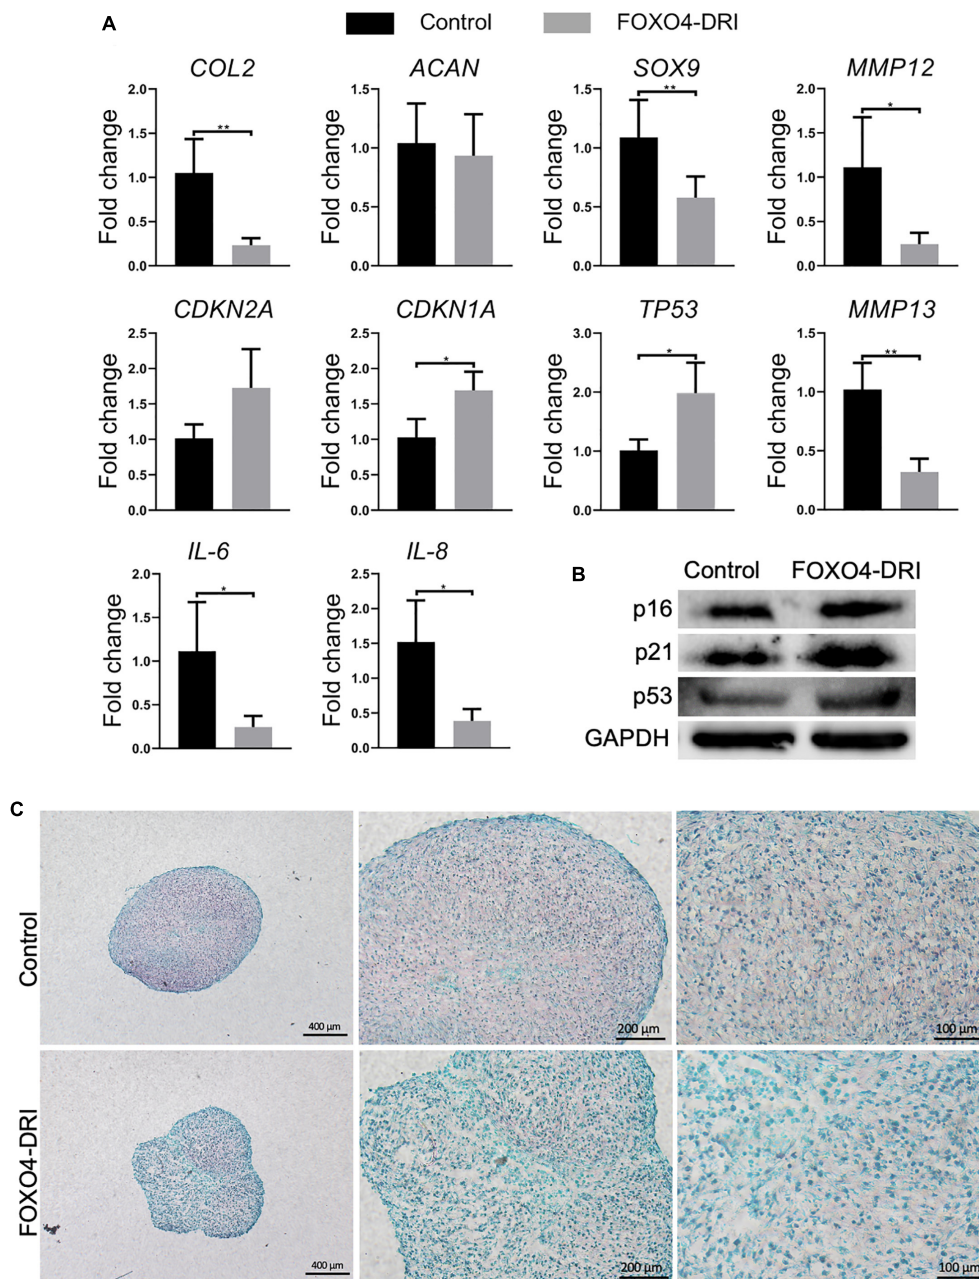 A
Control FOXO4-DRI
COL2 ACAN SOX9 MMP12
Fold change 2.0 1.5 1.0 0.5 0.0 **
Fold change 1.5 1.0 0.5 0.0
Fold change 1.5 1.0 0.5 0.0 **
Fold change 2.0 1.5 1.0 0.5 0.0 *
CDKN2A CDKN1A TP53 MMP13
Fold change 2.5 2.0 1.5 1.0 0.5 0.0
Fold change 2.5 2.0 1.5 1.0 0.5 0.0 *
Fold change 3.0 2.0 1.0 0.0 *
Fold change 1.5 1.0 0.5 0.0 **
IL-6 IL-8
Fold change 2.0 1.5 1.0 0.5 0.0 *
Fold change 2.5 2.0 1.5 1.0 0.5 0.0 *
B
Control FOXO4-DRI
p16
p21
p53
GAPDH
C
Control
400 µm 200 µm 100 µm
FOXO4-DRI
400 µm 200 µm 100 µm